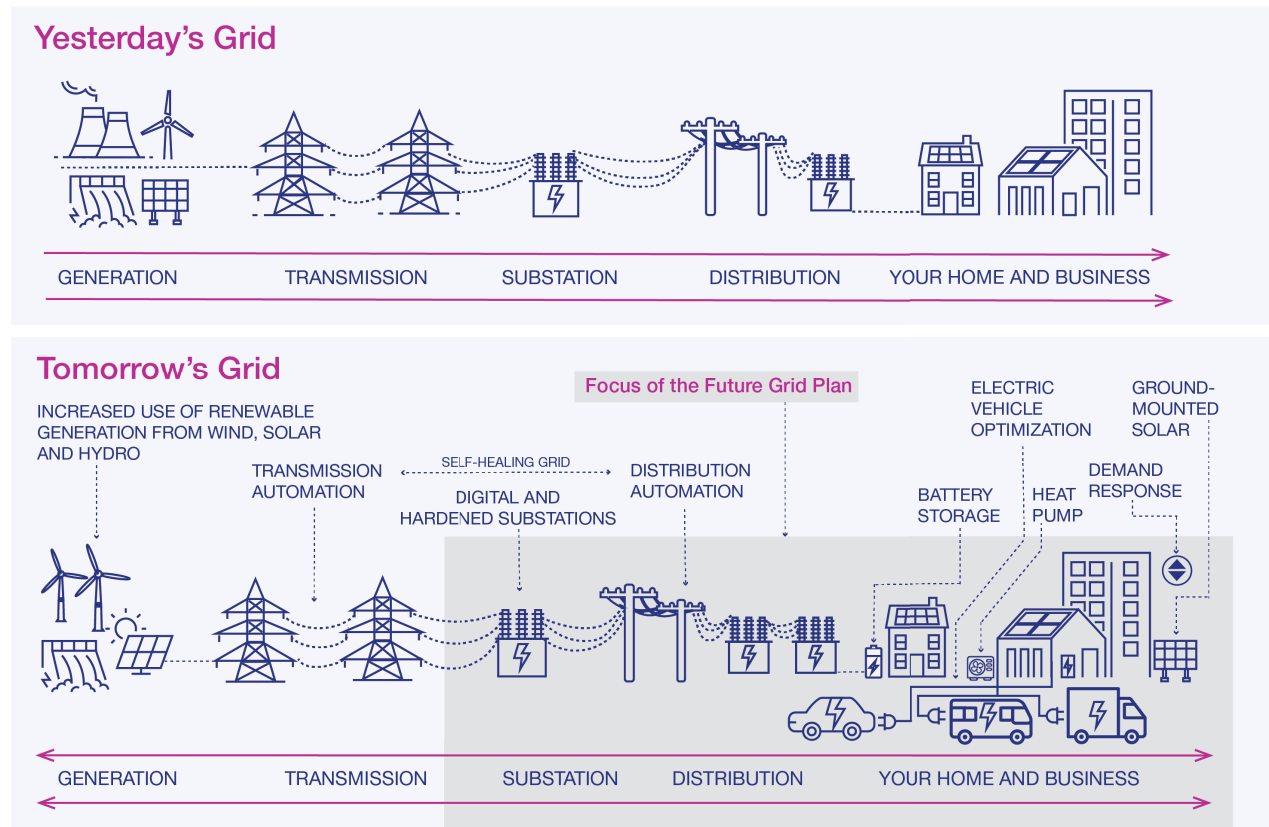 Yesterday's Grid
GENERATION
TRANSMISSION
SUBSTATION
DISTRIBUTION
YOUR HOME AND BUSINESS
Tomorrow's Grid
Focus of the Future Grid Plan
INCREASED USE OF RENEWABLE
GENERATION FROM WIND, SOLAR
AND HYDRO
TRANSMISSION
AUTOMATION
SELF-HEALING GRID
DIGITAL AND
HARDENED SUBSTATIONS
DISTRIBUTION
AUTOMATION
BATTERY
STORAGE
ELECTRIC
VEHICLE
OPTIMIZATION
HEAT
PUMP
DEMAND
RESPONSE
GROUND-
MOUNTED
SOLAR
GENERATION
TRANSMISSION
SUBSTATION
DISTRIBUTION
YOUR HOME AND BUSINESS